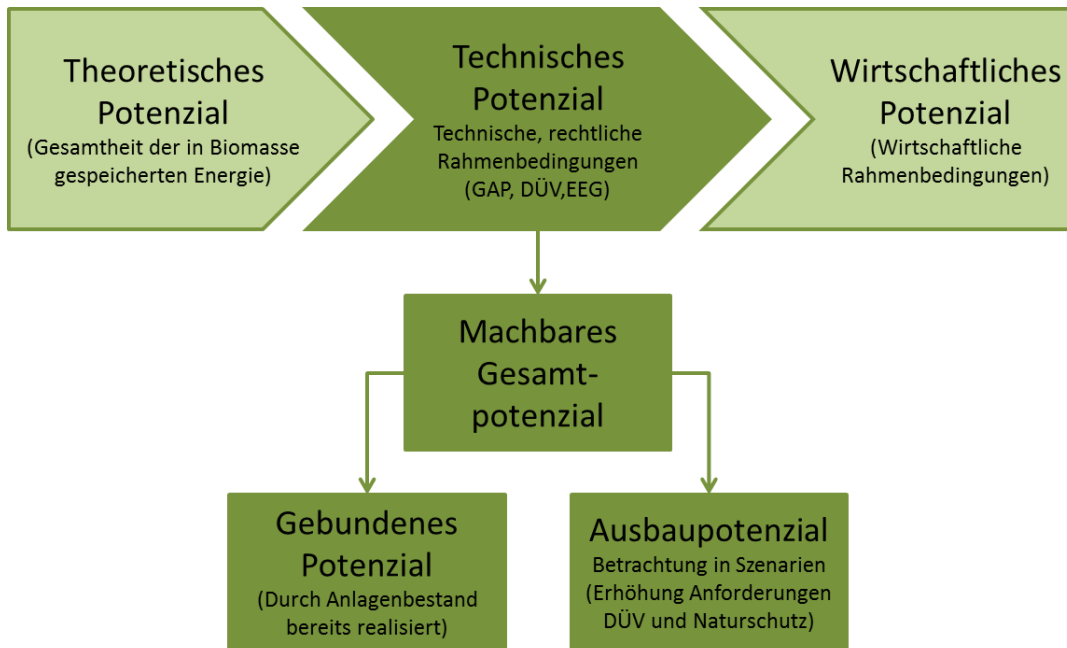 Theoretisches
Potenzial
(Gesamtheit der in Biomasse
gespeicherten Energie)
Technisches
Potenzial
Technische, rechtliche
Rahmenbedingungen
(GAP, DÜV,EEG)
Wirtschaftliches
Potenzial
(Wirtschaftliche
Rahmenbedingungen)
Machbares
Gesamt-
potenzial
Gebundenes
Potenzial
(Durch Anlagenbestand
bereits realisiert)
Ausbaupotenzial
Betrachtung in Szenarien
(Erhöhung Anforderungen
DÜV und Naturschutz)